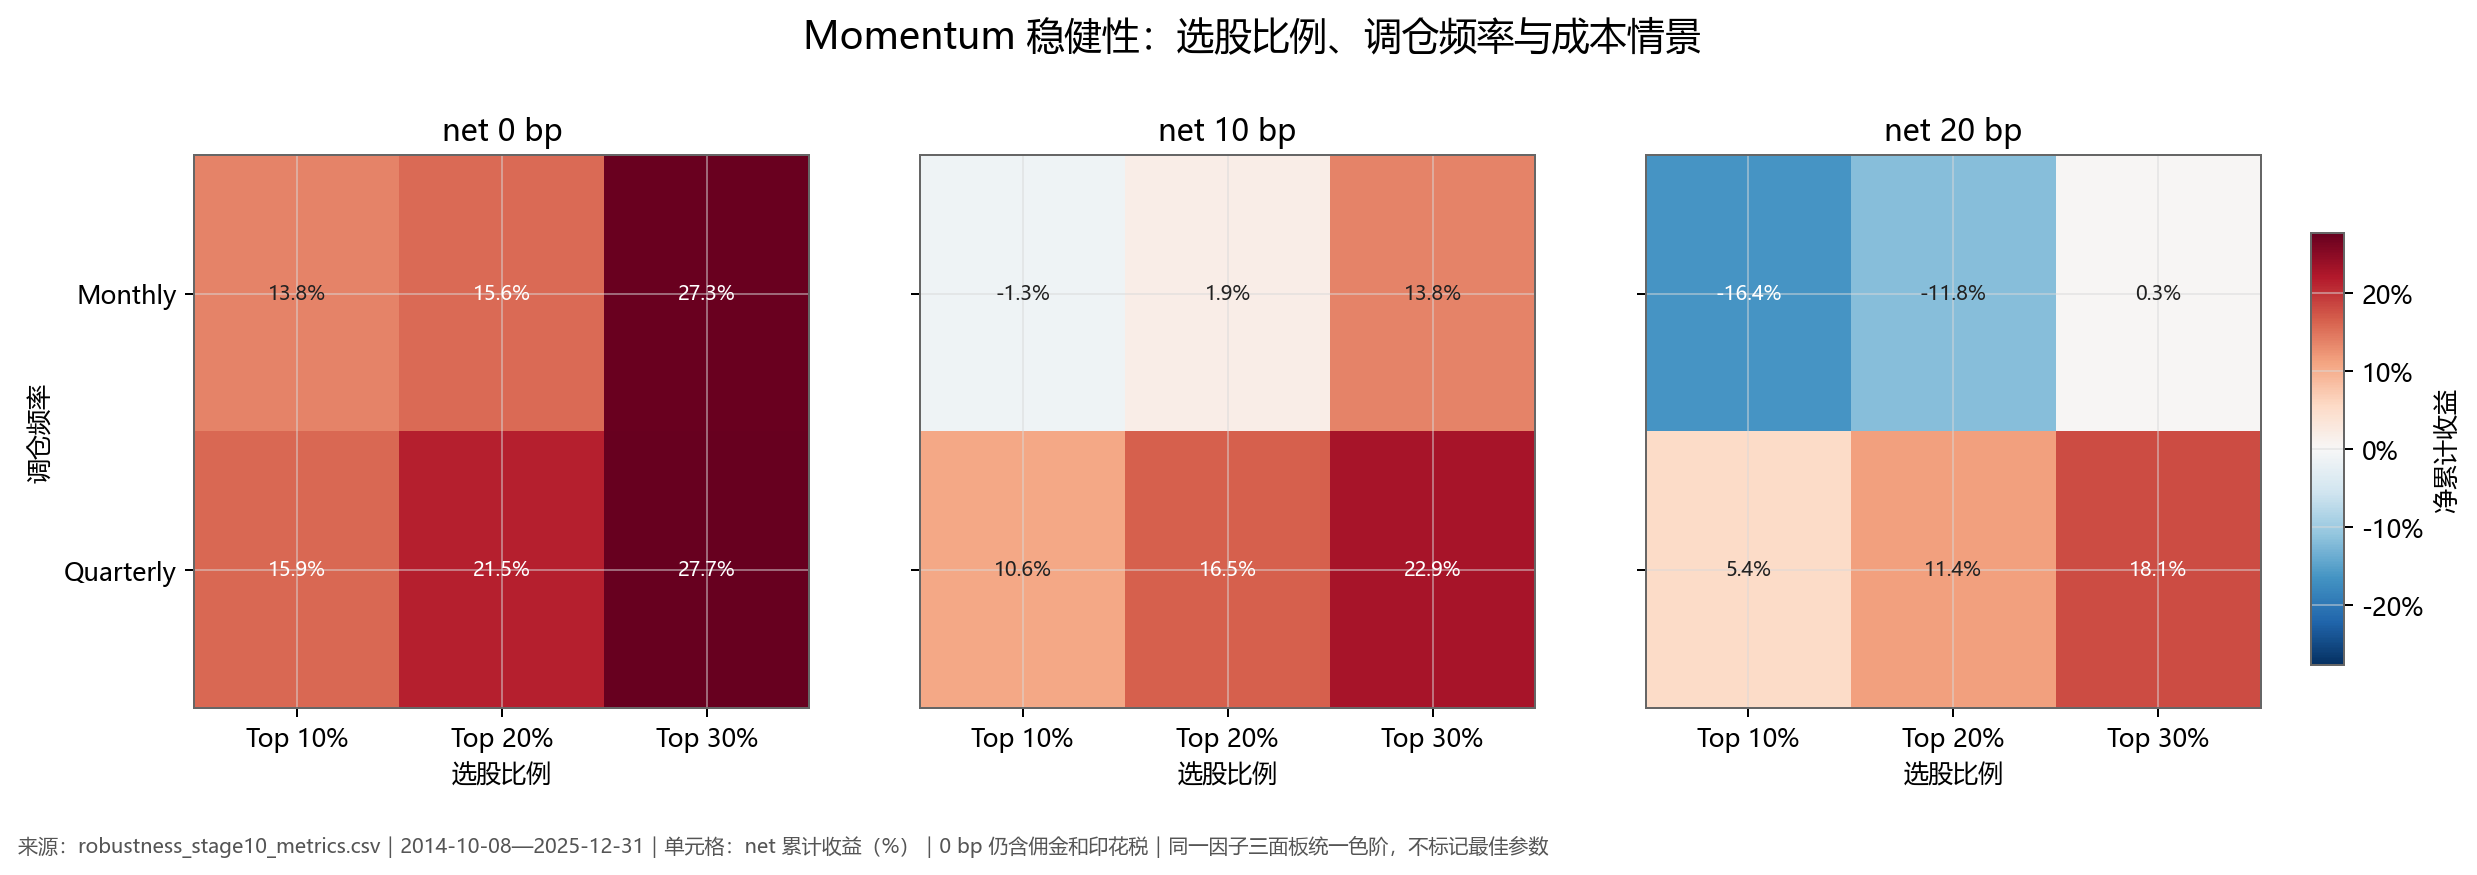 Momentum 稳健性：选股比例、调仓频率与成本情景
net 0 bp
net 10 bp
net 20 bp
调仓频率
Monthly
Quarterly
13.8%
15.6%
27.3%
15.9%
21.5%
27.7%
-1.3%
1.9%
13.8%
10.6%
16.5%
22.9%
-16.4%
-11.8%
0.3%
5.4%
11.4%
18.1%
Top 10%
Top 20%
Top 30%
选股比例
Top 10%
Top 20%
Top 30%
选股比例
Top 10%
Top 20%
Top 30%
选股比例
20%
10%
0%
-10%
-20%
净累计收益
来源：robustness_stage10_metrics.csv | 2014-10-08—2025-12-31 | 单元格：net 累计收益（%） | 0 bp 仍含佣金和印花税 | 同一因子三面板统一色阶，不标记最佳参数